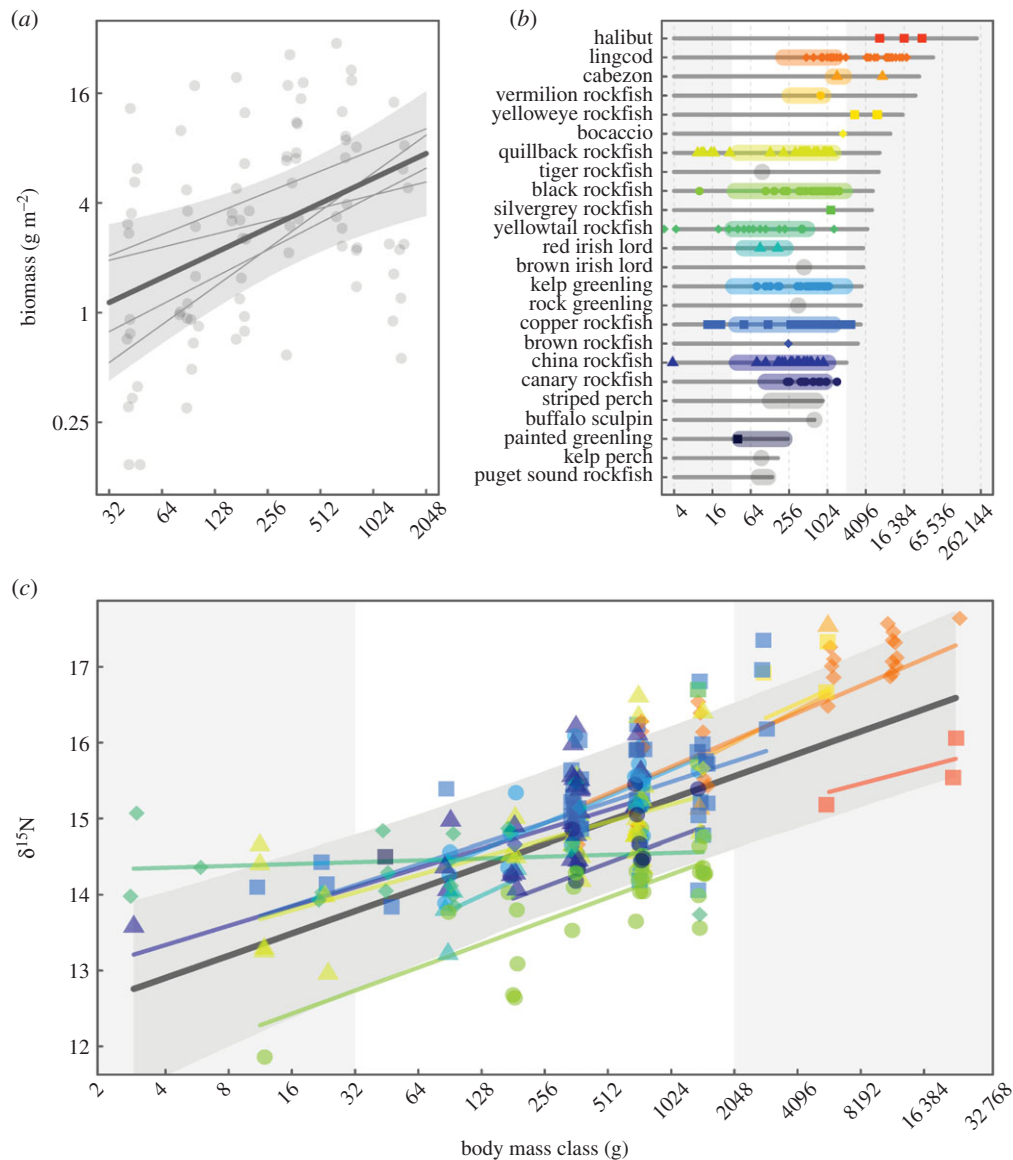 (a)
16
4
1
0.25
biomass (g m−2)
32
64
128
256
512
1024
2048
(b)
halibut
lingcod
cabezon
vermilion rockfish
yelloweye rockfish
bocaccio
quillback rockfish
tiger rockfish
black rockfish
silvergrey rockfish
yellowtail rockfish
red irish lord
brown irish lord
kelp greenling
rock greenling
copper rockfish
brown rockfish
china rockfish
canary rockfish
striped perch
buffalo sculpin
painted greenling
kelp perch
puget sound rockfish
4
16
64
256
1024
4096
16 384
65 536
262 144
(c)
17
16
15
14
13
12
δ15N
2
4
8
16
32
64
128
256
512
1024
2048
4096
8192
16 384
32 768
body mass class (g)